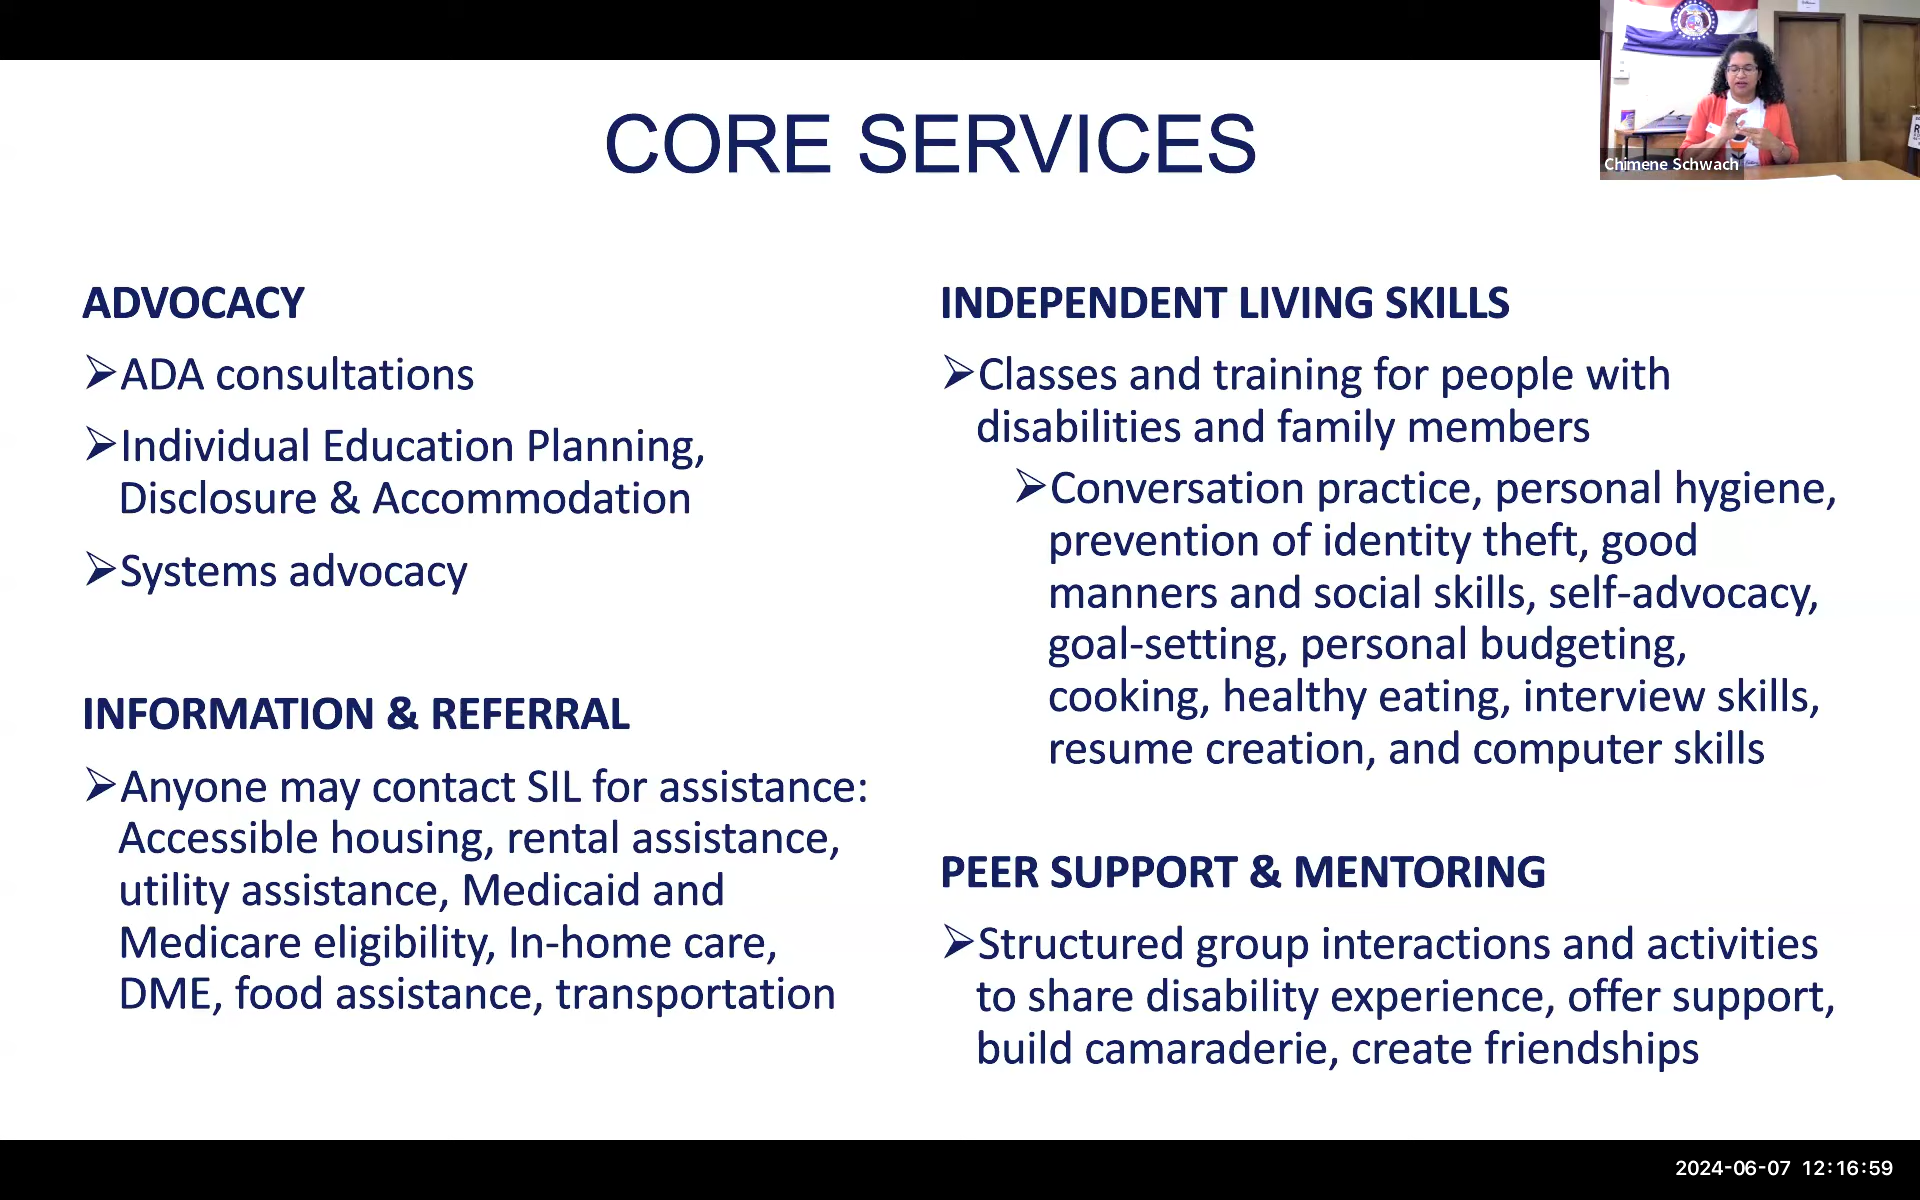 CORE SERVICES
Chimene Schwach
ADVOCACY
➢ADA consultations
➢Individual Education Planning,
Disclosure & Accommodation
➢Systems advocacy
INFORMATION & REFERRAL
➢Anyone may contact SIL for assistance:
Accessible housing, rental assistance,
utility assistance, Medicaid and
Medicare eligibility, In-home care,
DME, food assistance, transportation
INDEPENDENT LIVING SKILLS
➢Classes and training for people with
disabilities and family members
➢Conversation practice, personal hygiene,
prevention of identity theft, good
manners and social skills, self-advocacy,
goal-setting, personal budgeting,
cooking, healthy eating, interview skills,
resume creation, and computer skills
PEER SUPPORT & MENTORING
➢Structured group interactions and activities
to share disability experience, offer support,
build camaraderie, create friendships
2024-06-07 12:16:59